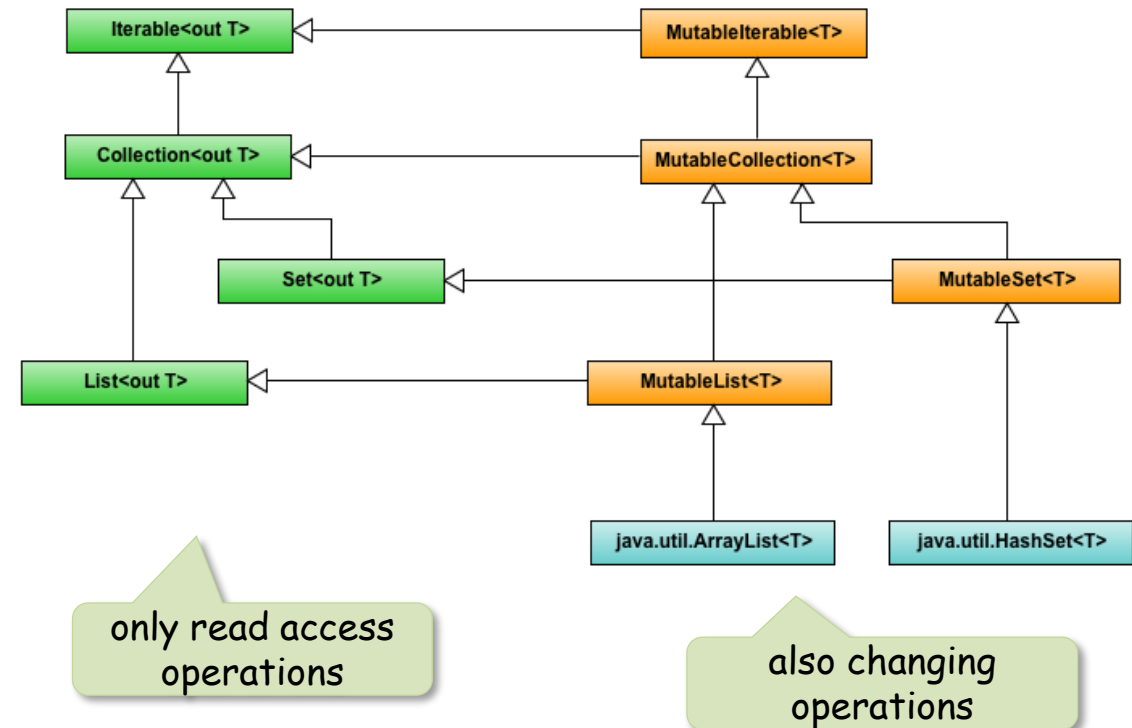 Iterable<out T>
MutableIterable<T>
Collection<out T>
MutableCollection<T>
Set<out T>
MutableSet<T>
List<out T>
MutableList<T>
java.util.ArrayList<T>
java.util.HashSet<T>
only read access
operations
also changing
operations